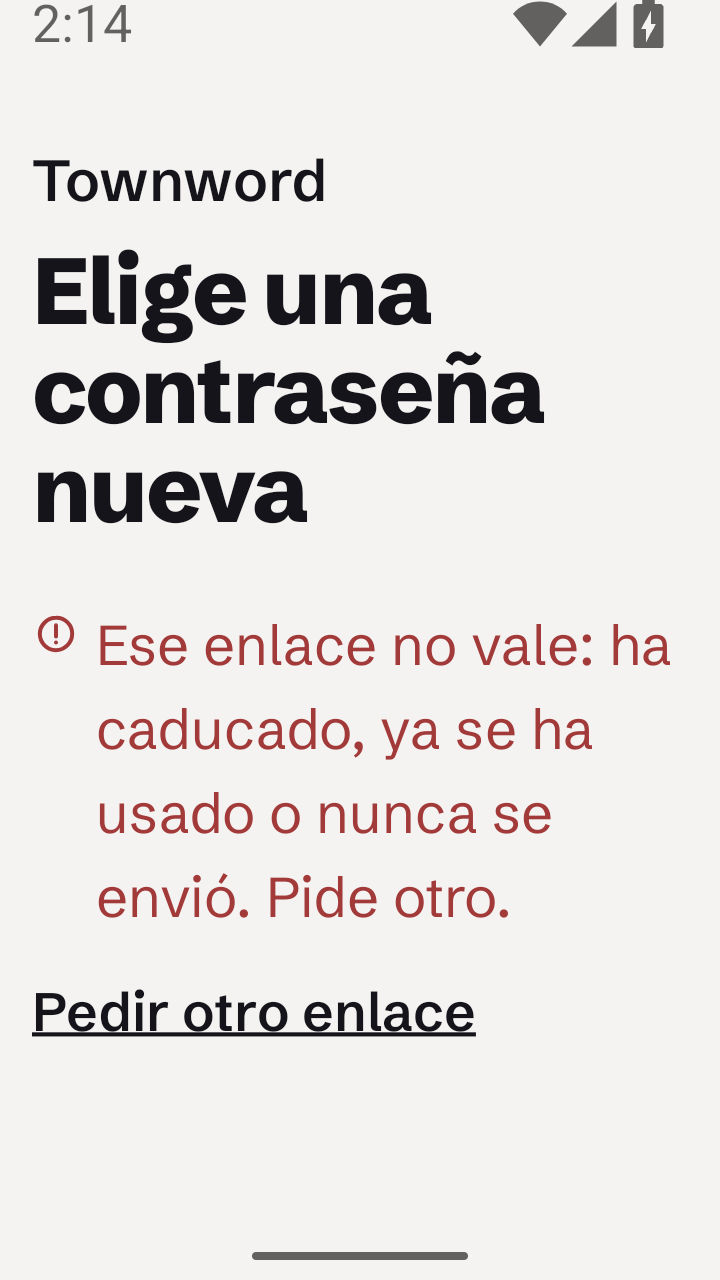 2:14
Townword
Elige una
contraseña
nueva
Ese enlace no vale: ha
caducado, ya se ha
usado o nunca se
envió. Pide otro.
Pedir otro enlace